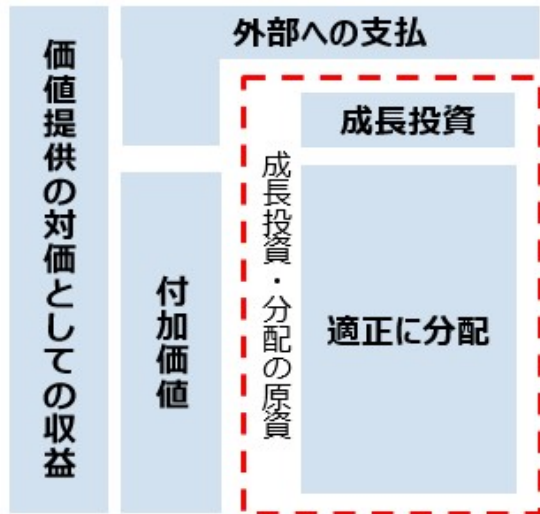 価値提供の対価としての収益
外部への支払
付加価値
成長投資・分配の原資
成長投資
適正に分配